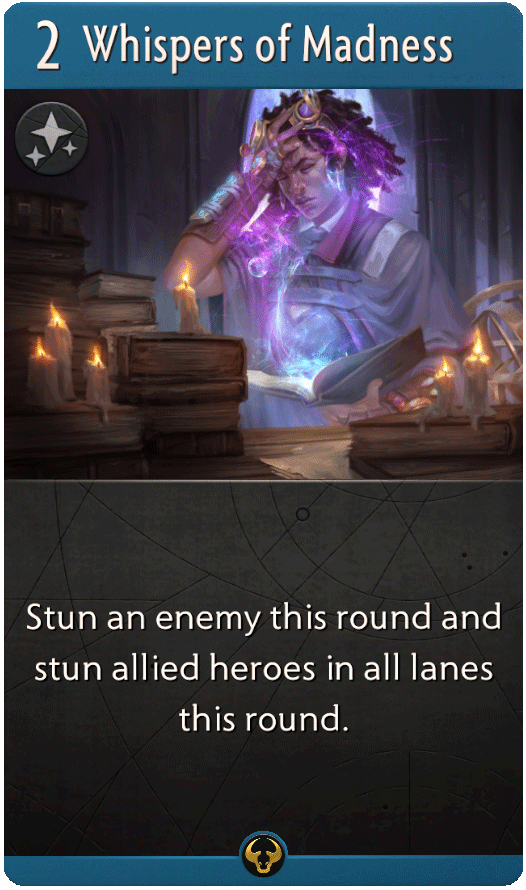 2 Whispers of Madness
Stun an enemy this round and
stun allied heroes in all lanes
this round.